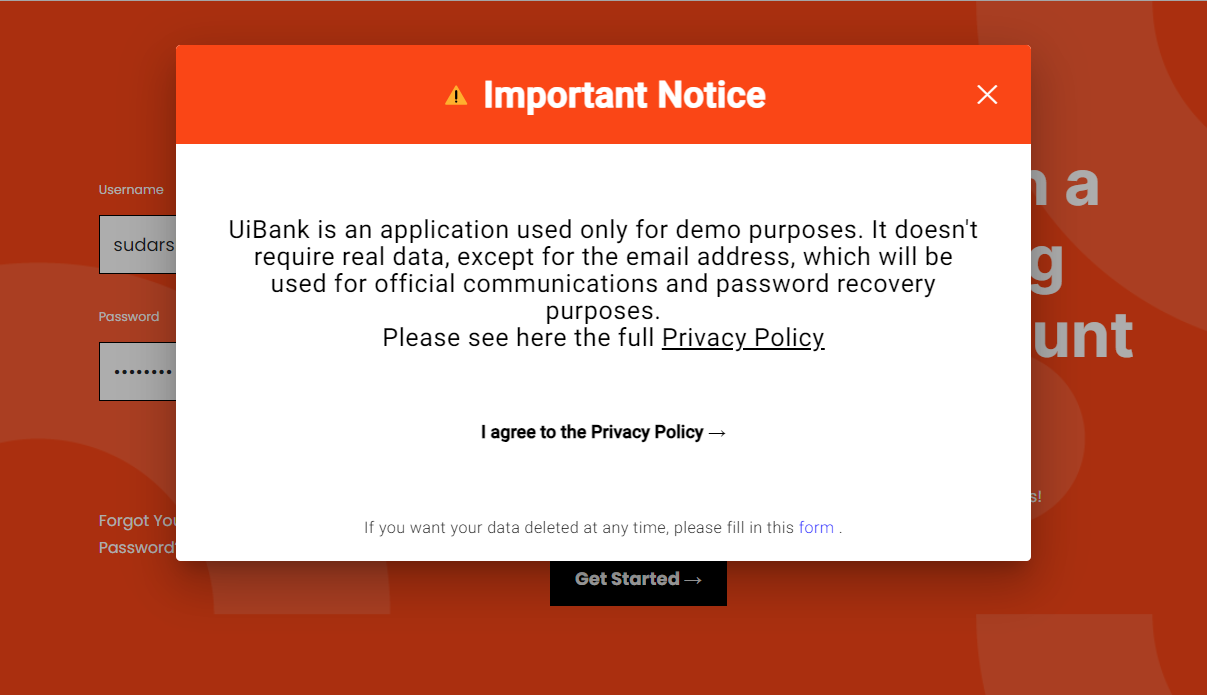 Important Notice
Username
sudars
Password
UiBank is an application used only for demo purposes. It doesn't
require real data, except for the email address, which will be
used for official communications and password recovery
purposes.
Please see here the full Privacy Policy
I agree to the Privacy Policy →
If you want your data deleted at any time, please fill in this form .
a
g
unt
s!
Forgot You
Password?
Get Started →